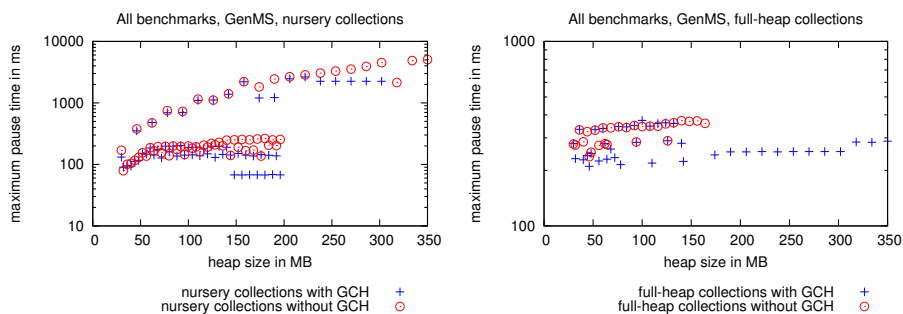 All benchmarks, GenMS, nursery collections
10000
1000
100
10
maximum pause time in ms
0 50 100 150 200 250 300 350
heap size in MB
nursery collections with GCH
nursery collections without GCH
All benchmarks, GenMS, full-heap collections
1000
100
maximum pause time in ms
0 50 100 150 200 250 300 350
heap size in MB
full-heap collections with GCH
full-heap collections without GCH